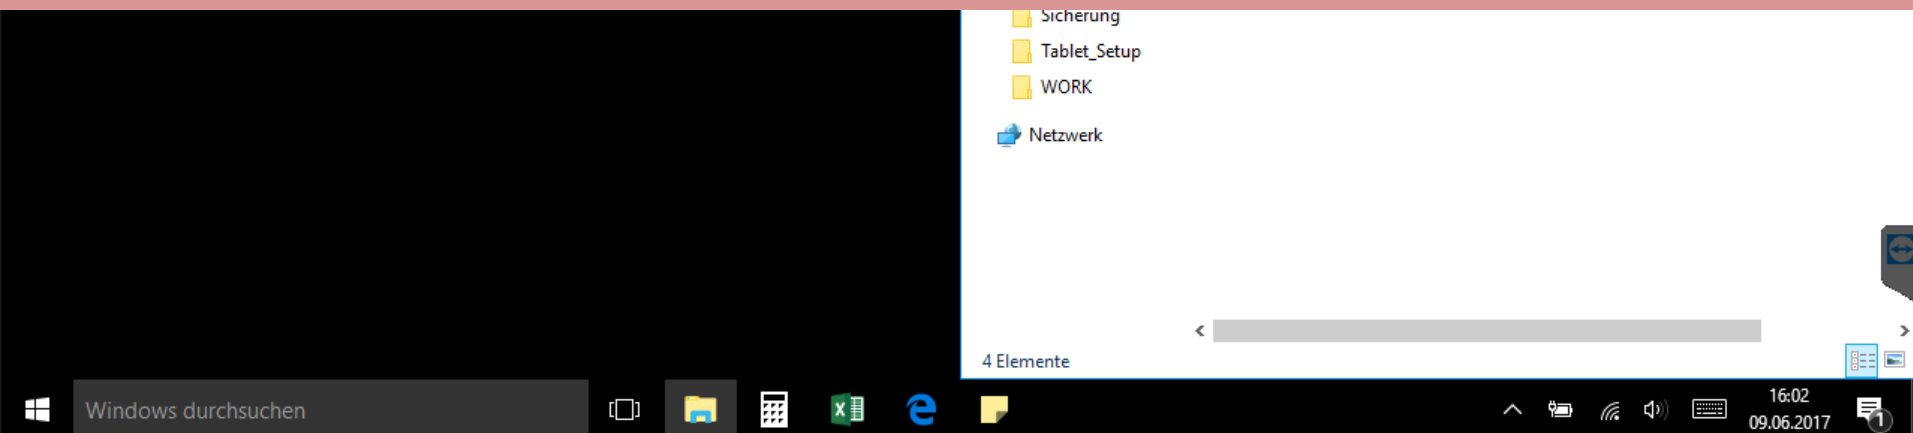 Sicherung
Tablet_Setup
WORK
Netzwerk
4 Elemente
Windows durchsuchen
16:02
09.06.2017
1